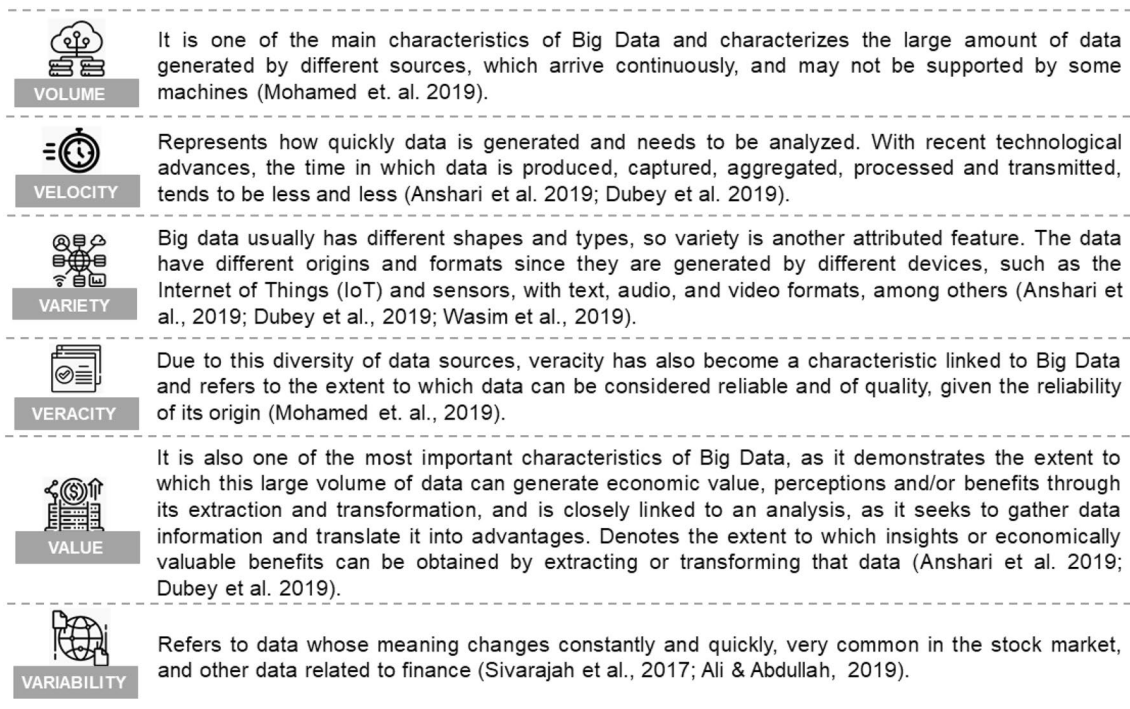 VOLUME
It is one of the main characteristics of Big Data and characterizes the large amount of data
generated by different sources, which arrive continuously, and may not be supported by some
machines (Mohamed et. al. 2019).
VELOCITY
Represents how quickly data is generated and needs to be analyzed. With recent technological
advances, the time in which data is produced, captured, aggregated, processed and transmitted,
tends to be less and less (Anshari et al. 2019; Dubey et al. 2019).
VARIETY
Big data usually has different shapes and types, so variety is another attributed feature. The data
have different origins and formats since they are generated by different devices, such as the
Internet of Things (IoT) and sensors, with text, audio, and video formats, among others (Anshari et
al., 2019; Dubey et al., 2019; Wasim et al., 2019).
VERACITY
Due to this diversity of data sources, veracity has also become a characteristic linked to Big Data
and refers to the extent to which data can be considered reliable and of quality, given the reliability
of its origin (Mohamed et. al., 2019).
VALUE
It is also one of the most important characteristics of Big Data, as it demonstrates the extent to
which this large volume of data can generate economic value, perceptions and/or benefits through
its extraction and transformation, and is closely linked to an analysis, as it seeks to gather data
information and translate it into advantages. Denotes the extent to which insights or economically
valuable benefits can be obtained by extracting or transforming that data (Anshari et al. 2019;
Dubey et al. 2019).
VARIABILITY
Refers to data whose meaning changes constantly and quickly, very common in the stock market,
and other data related to finance (Sivarajah et al., 2017; Ali & Abdullah, 2019).